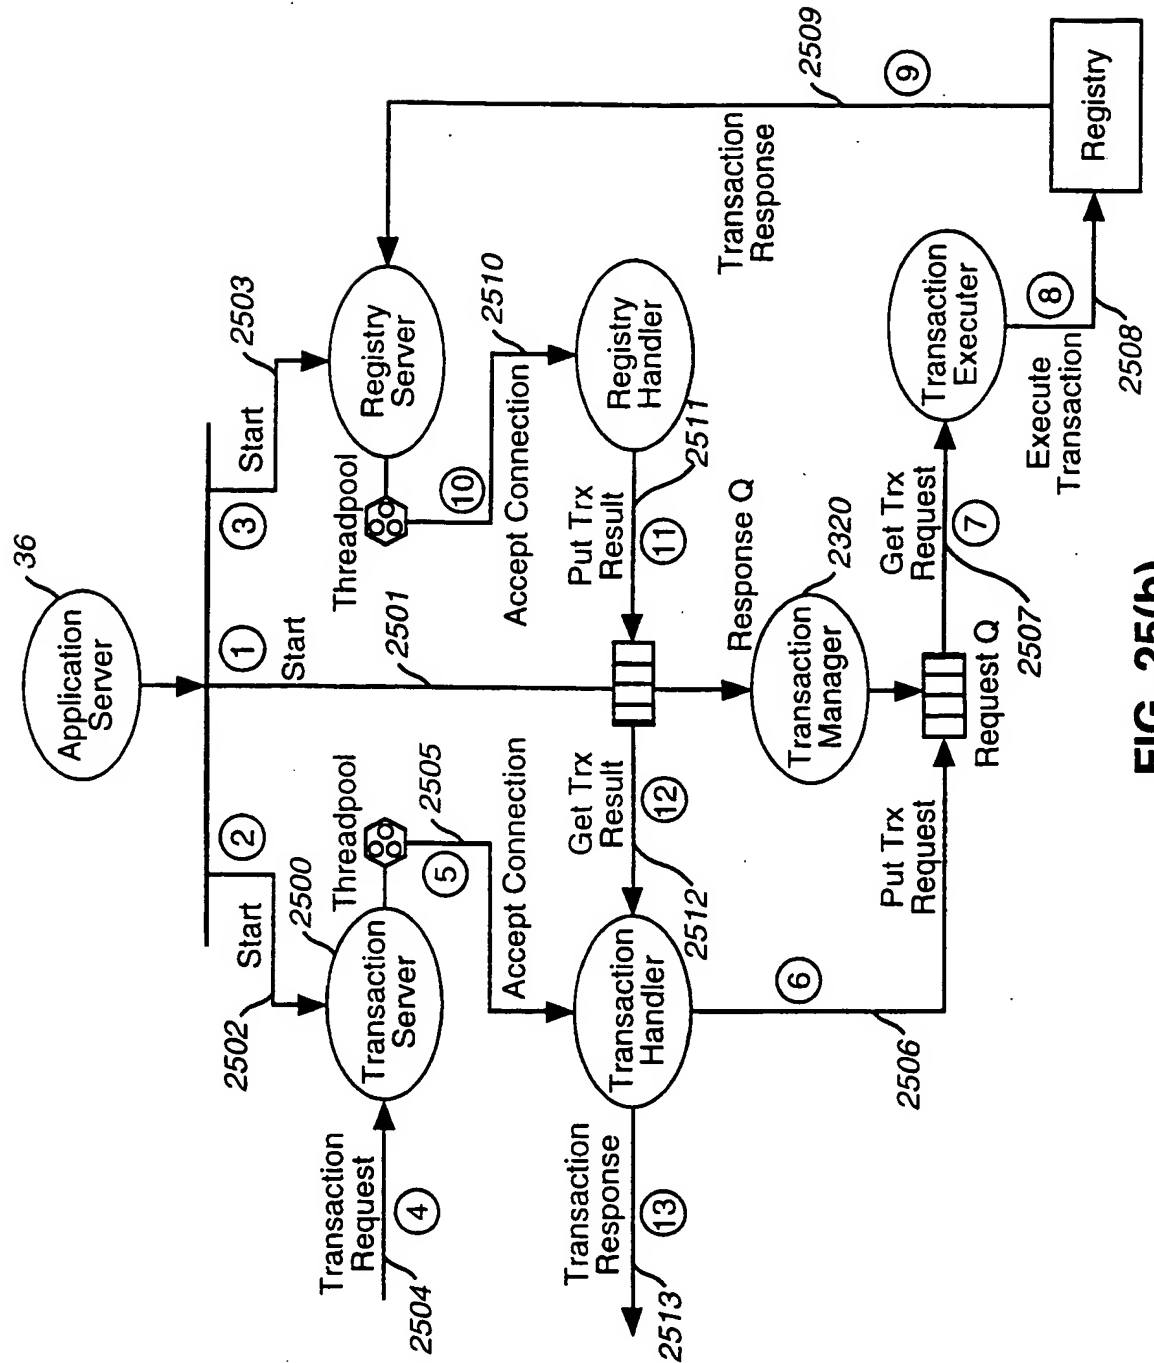 Application
Server
36
1
Start
2501
2
Start
2502
3
Start
2503
Transaction
Request
4
2504
Transaction
Server
2500
Threadpool
5
2505
Accept Connection
Registry
Server
Threadpool
10
2510
Accept Connection
Registry
Handler
Transaction
Response
9
2509
Transaction
Handler
Transaction
Response
13
2513
Get Trx
Result
12
2512
Put Trx
Result
11
2511
Response Q
Transaction
Manager
2320
6
2506
Put Trx
Request
Request Q
Get Trx
Request
7
2507
Transaction
Executer
Execute
Transaction
8
2508
Registry
FIG. 25(b)